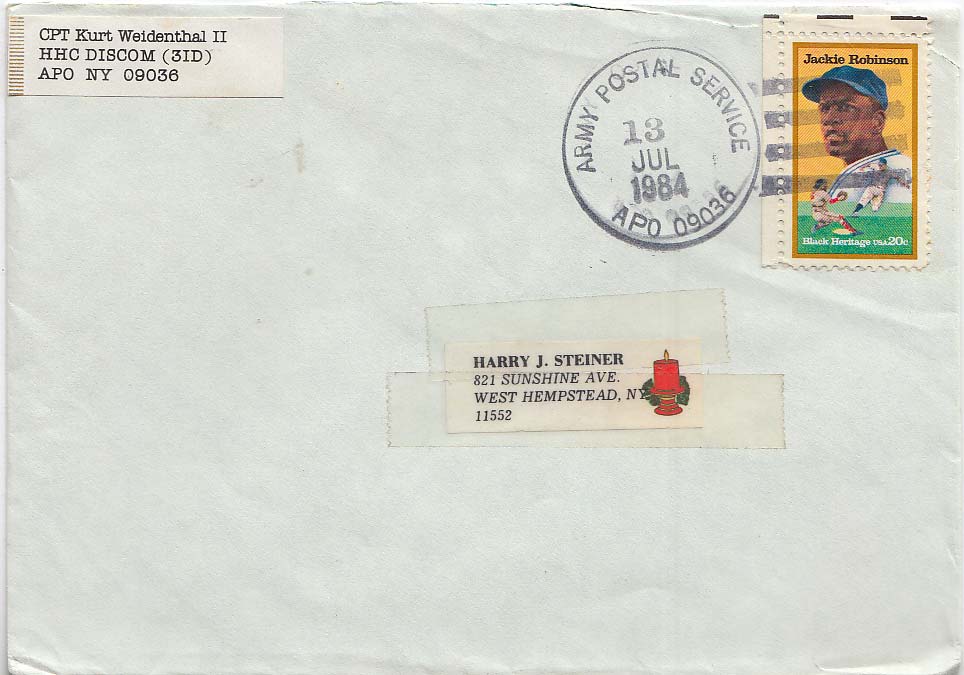 CPT Kurt Weidenthal II
HHC DISCOM (3ID)
APO NY 09036
ARMY POSTAL SERVICE
13
JUL
1984
APO 09036
Jackie Robinson
Black Heritage USA 20c
HARRY J. STEINER
821 SUNSHINE AVE.
WEST HEMPSTEAD, NY
11552